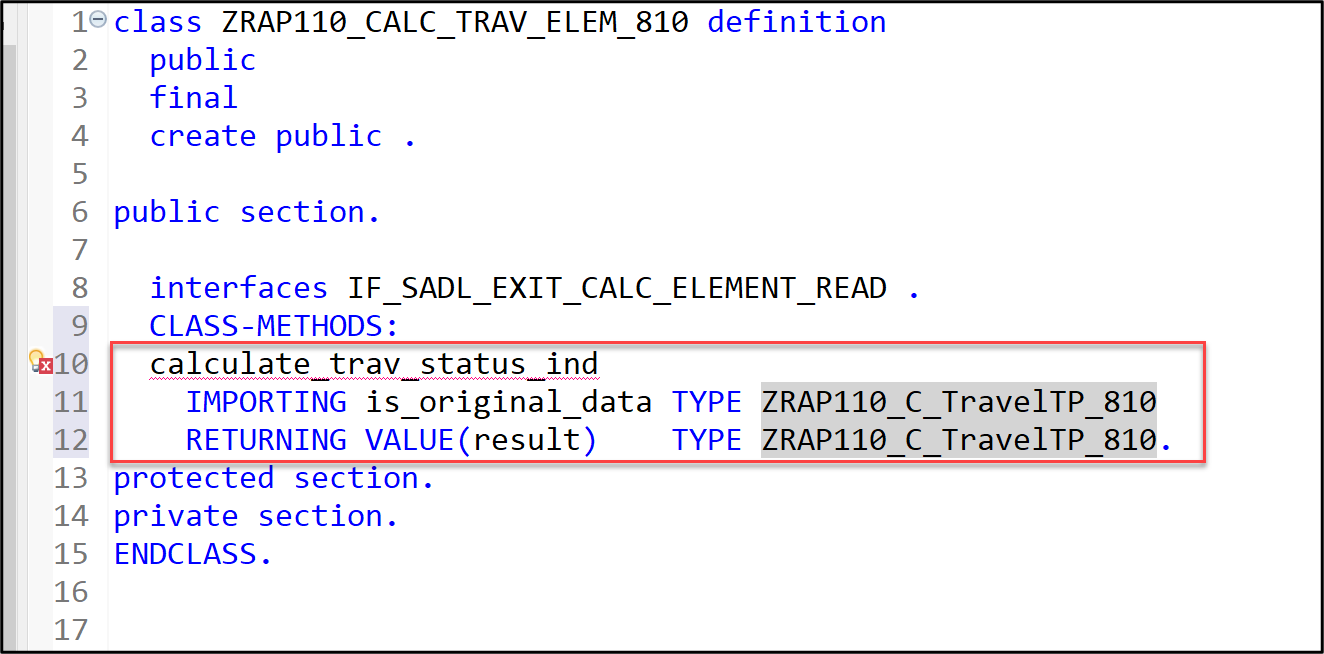 1 class ZRAP110_CALC_TRAV_ELEM_810 definition
2 public
3 final
4 create public .
5
6 public section.
7
8 interfaces IF_SADL_EXIT_CALC_ELEMENT_READ .
9 CLASS-METHODS:
10 calculate_trav_status_ind
11 IMPORTING is_original_data TYPE ZRAP110_C_TravelTP_810
12 RETURNING VALUE(result) TYPE ZRAP110_C_TravelTP_810.
13 protected section.
14 private section.
15 ENDCLASS.
16
17